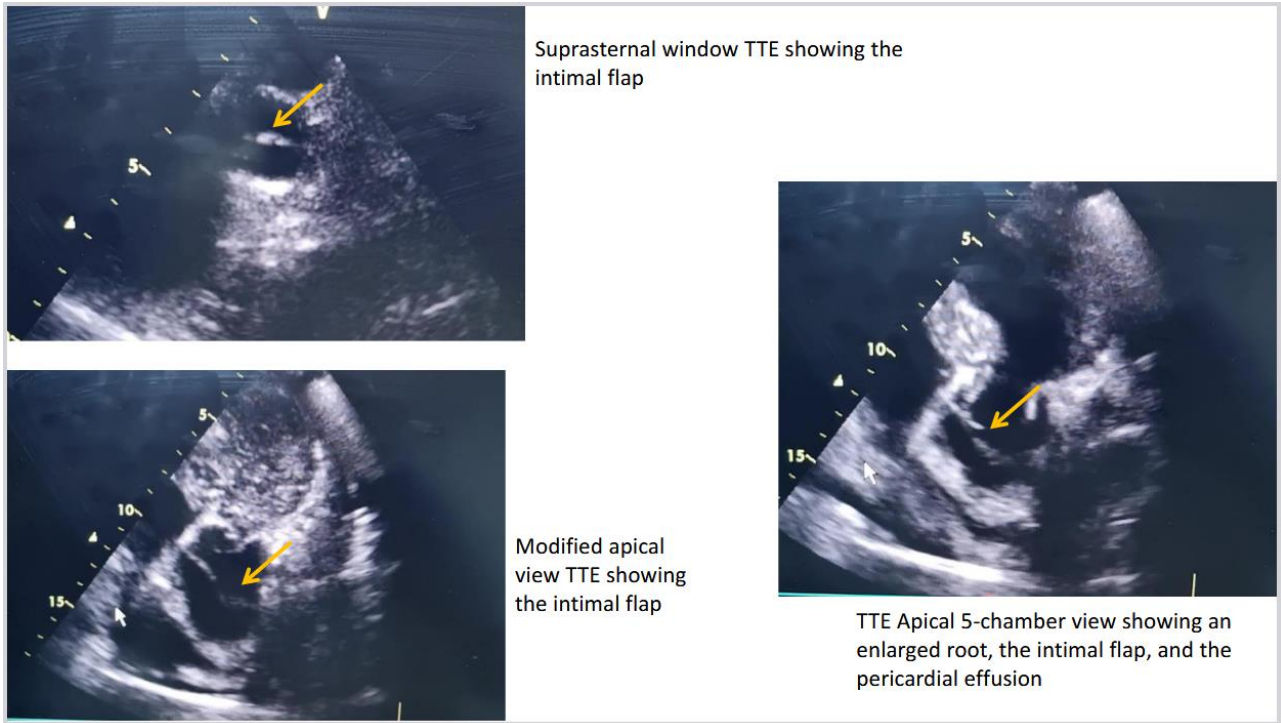 V
Suprasternal window TTE showing the
intimal flap
5
5
10
15
5
10
15
Modified apical
view TTE showing
the intimal flap
TTE Apical 5-chamber view showing an
enlarged root, the intimal flap, and the
pericardial effusion